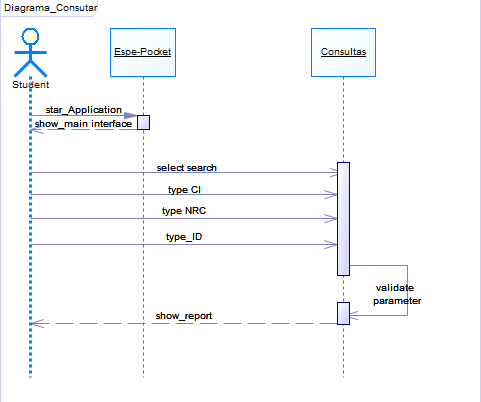 Diagrama_Consutar
Espe-Pocket
Consultas
Student
star_Application
show_main interface
select search
type CI
type NRC
type_ID
validate
parameter
show_report